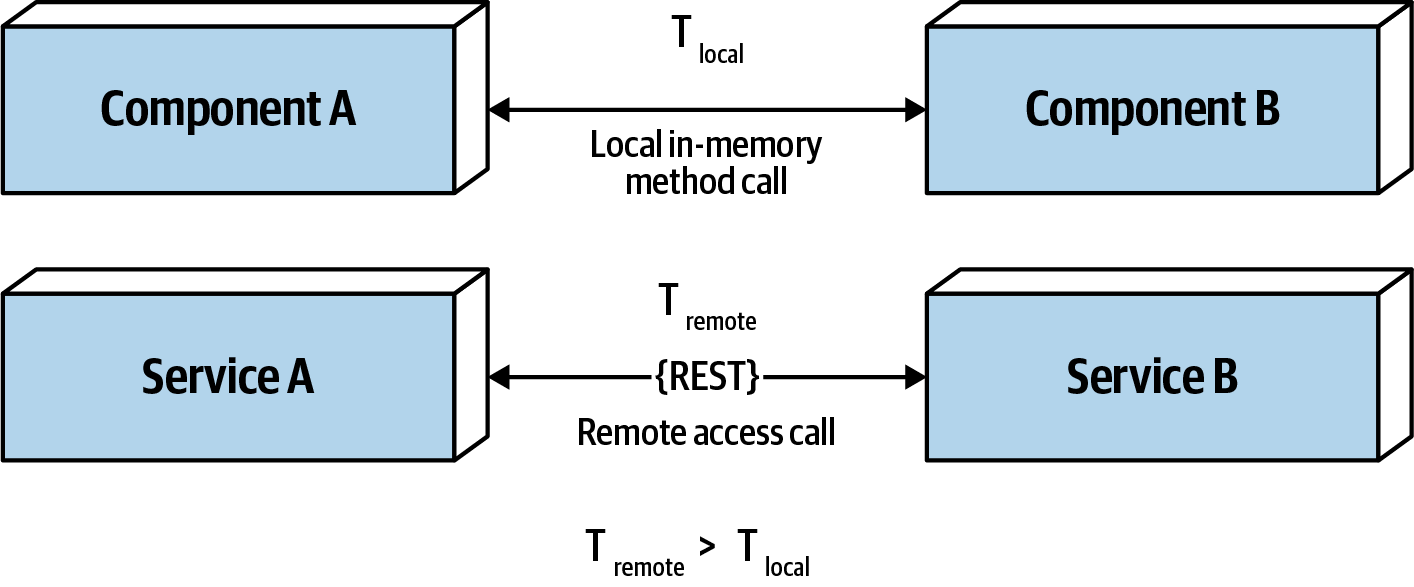 T local
Component A
Component B
Local in-memory
method call
T remote
Service A
{REST}
Service B
Remote access call
T remote > T local